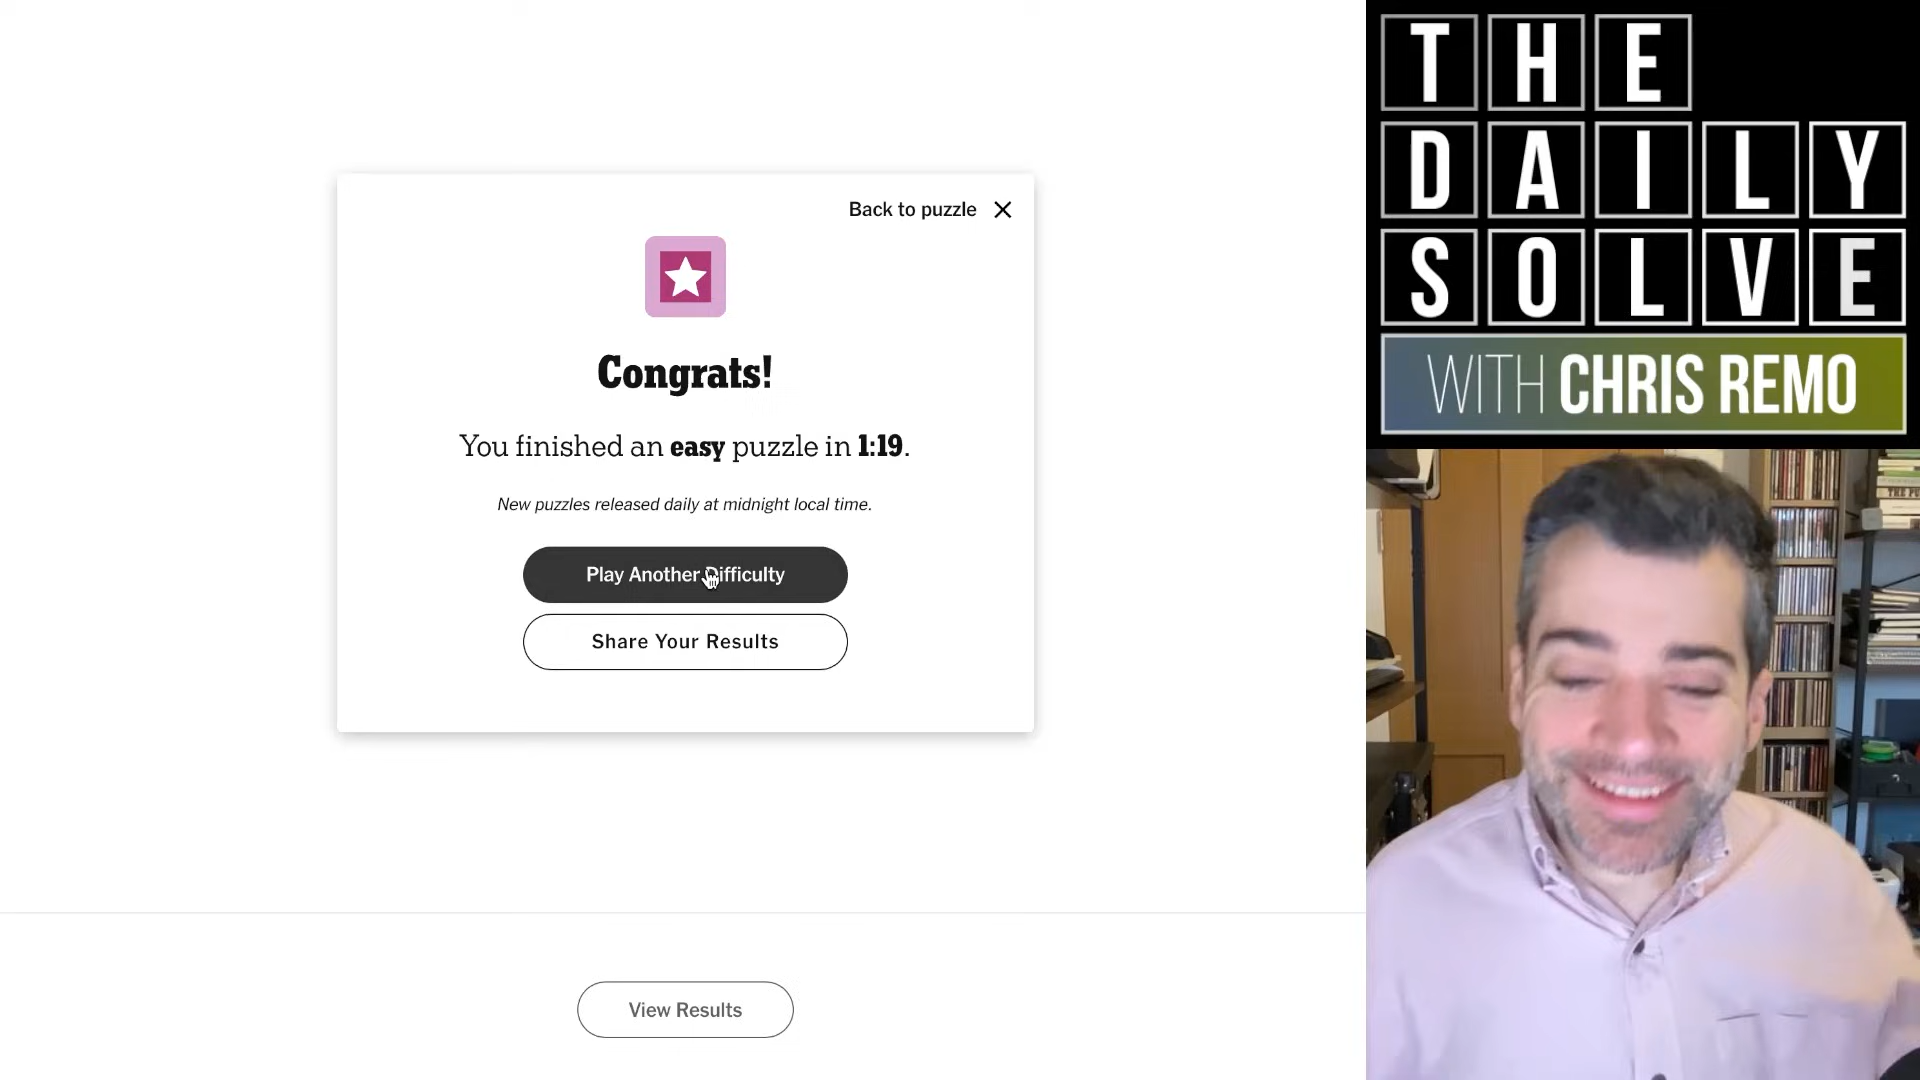 Back to puzzle
Congrats!
You finished an easy puzzle in 1:19.
New puzzles released daily at midnight local time.
Play Another Difficulty
Share Your Results
View Results
THE
DAILY
SOLVE
WITH CHRIS REMO